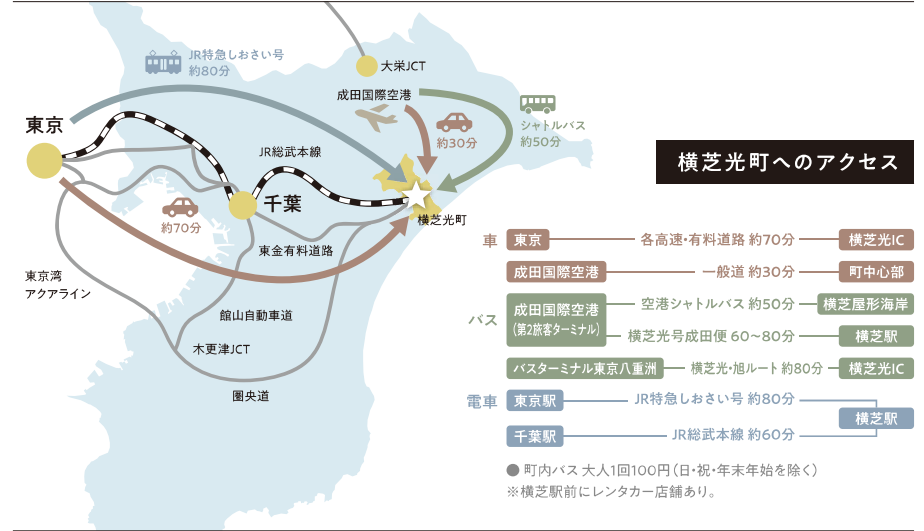 JR特急しおさい号
約80分
大栄JCT
成田国際空港
シャトルバス
約50分
約30分
東京
JR総武本線
千葉
横芝光町
約70分
東金有料道路
東京湾
アクアライン
館山自動車道
木更津JCT
圏央道
横芝光町へのアクセス
車 東京 各高速・有料道路 約70分 横芝光IC
成田国際空港 一般道 約30分 町中心部
バス 成田国際空港 (第2旅客ターミナル) 空港シャトルバス 約50分 横芝屋形海岸
横芝光号成田便 60〜80分 横芝駅
バスターミナル東京八重洲 横芝光・旭ルート 約80分 横芝光IC
電車 東京駅 JR特急しおさい号 約80分 横芝駅
千葉駅 JR総武本線 約60分
● 町内バス 大人1回100円(日・祝・年末年始を除く)
※横芝駅前にレンタカー店舗あり。